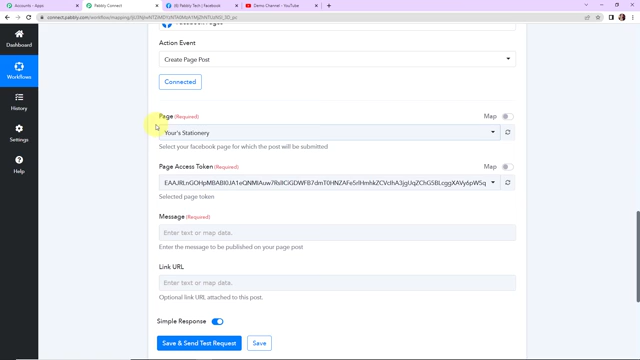 Accounts - Apps
Pabbly Connect
(6) Pabbly Tech | Facebook
Demo Channel - YouTube
Dashboard
Workflows
History
Settings
Help
Action Event
Create Page Post
Connected
Page (Required)
Map
Your's Stationery
Select your facebook page for which the post will be submitted
Page Access Token (Required)
Map
Selected page token
Message (Required)
Enter text or map data.
Enter the message to be published on your page post
Link URL
Enter text or map data.
Optional link URL attached to this post.
Simple Response
Save & Send Test Request
Save